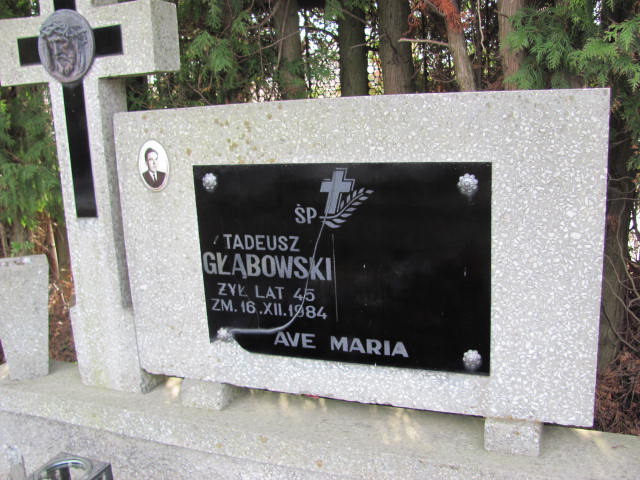 ŚP
TADEUSZ
GŁĄBOWSKI
ŻYŁ LAT 45
ZM. 16.XII.1984
AVE MARIA